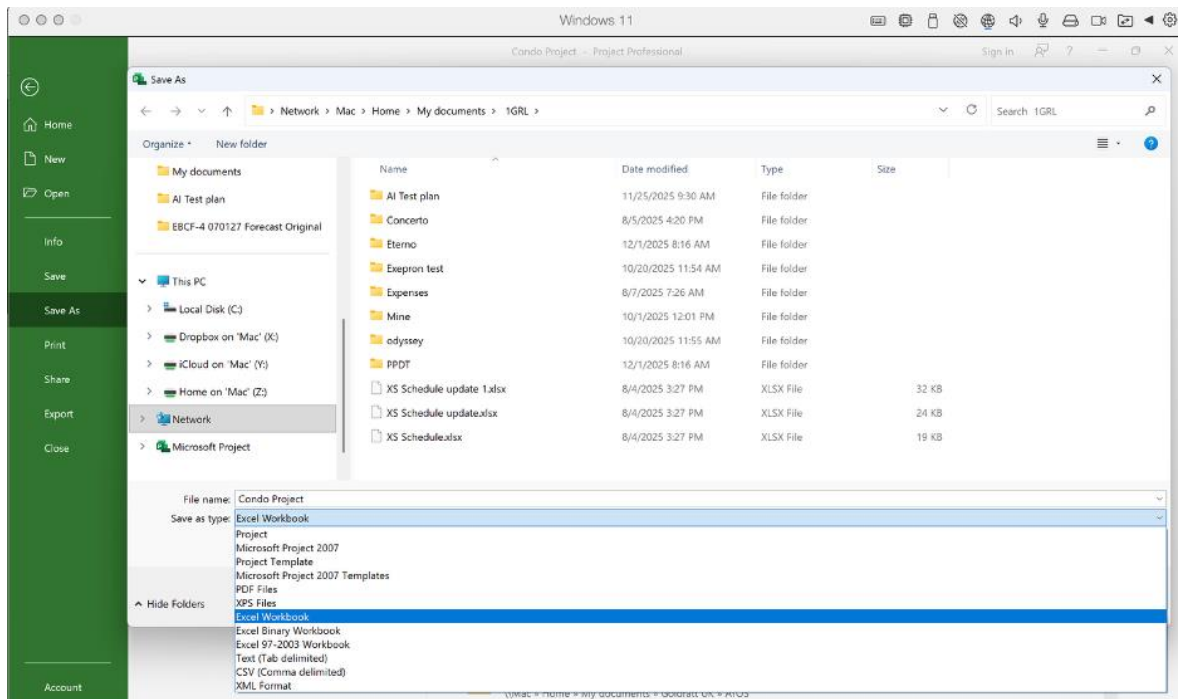 Windows 11
Condo Project - Project Professional
Sign in ?
Save As
Network > Mac > Home > My documents > 1GRL >
Search 1GRL
Organize
New folder
Home
New
Open
Info
Save
Save As
Print
Share
Export
Close
Account
My documents
AI Test plan
EBCF-4 070127 Forecast Original
This PC
Local Disk (C:)
Dropbox on 'Mac' (X:)
iCloud on 'Mac' (Y:)
Home on 'Mac' (Z:)
Network
Microsoft Project
Name Date modified Type Size
AI Test plan 11/25/2025 9:30 AM File folder
Concerto 8/5/2025 4:20 PM File folder
Eterno 12/1/2025 8:16 AM File folder
Exepron test 10/20/2025 11:54 AM File folder
Expenses 8/7/2025 7:26 AM File folder
Mine 10/1/2025 12:01 PM File folder
odyssey 10/20/2025 11:55 AM File folder
PPDT 12/1/2025 8:16 AM File folder
XS Schedule update 1.xlsx 8/4/2025 3:27 PM XLSX File 32 KB
XS Schedule update.xlsx 8/4/2025 3:27 PM XLSX File 24 KB
XS Schedule.xlsx 8/4/2025 3:27 PM XLSX File 19 KB
File name: Condo Project
Save as type: Excel Workbook
Project
Microsoft Project 2007
Project Template
Microsoft Project 2007 Templates
PDF Files
XPS Files
Excel Workbook
Excel Binary Workbook
Excel 97-2003 Workbook
Text (Tab delimited)
CSV (Comma delimited)
XML Format
Hide Folders
\\Mac » Home » My documents » Goldratt UK »